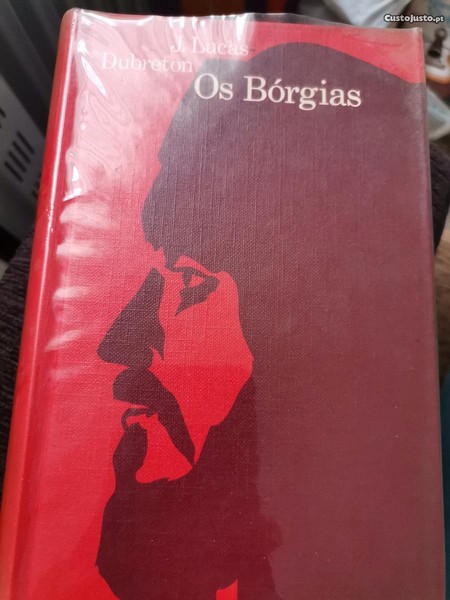 CustoJusto.pt
J. Lucas-
Dubreton
Os Bórgias